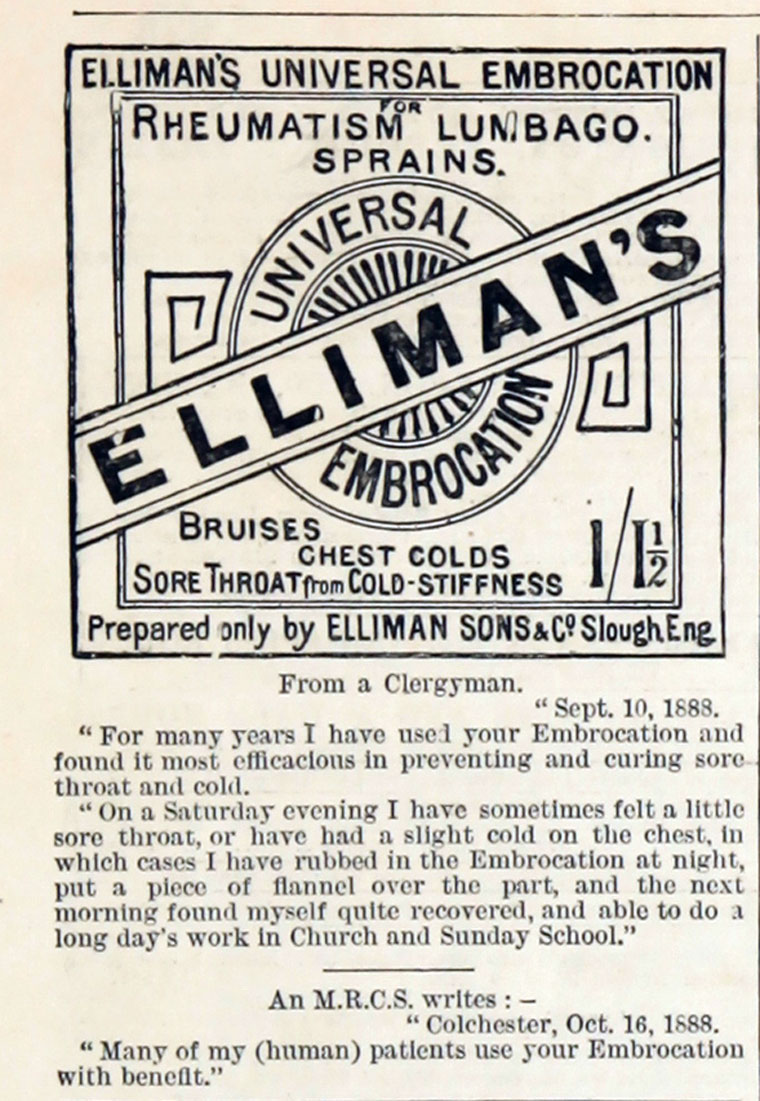 ELLIMAN'S UNIVERSAL EMBROCATION
FOR
RHEUMATISM LUMBAGO.
SPRAINS.
UNIVERSAL
ELLIMAN'S
EMBROCATION
BRUISES
CHEST COLDS
SORE THROAT from COLD-STIFFNESS
1/1½
Prepared only by ELLIMAN SONS & Co. Slough, Eng.
From a Clergyman.
“Sept. 10, 1888.
“For many years I have used your Embrocation and
found it most efficacious in preventing and curing sore
throat and cold.
“On a Saturday evening I have sometimes felt a little
sore throat, or have had a slight cold on the chest, in
which cases I have rubbed in the Embrocation at night,
put a piece of flannel over the part, and the next
morning found myself quite recovered, and able to do a
long day's work in Church and Sunday School.”
An M.R.C.S. writes : –
“Colchester, Oct. 16, 1888.
“Many of my (human) patients use your Embrocation
with benefit.”